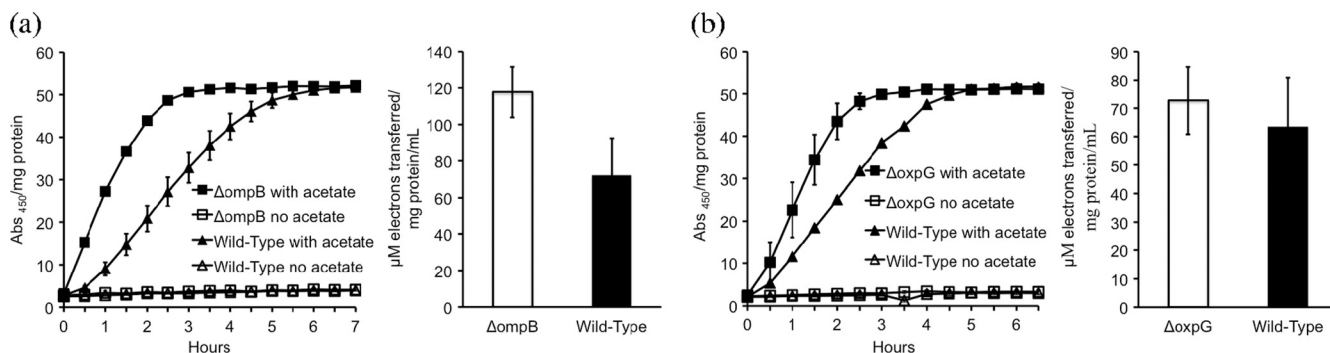 (a)
Abs 450/mg protein
60
50
40
30
20
10
0
ΔompB with acetate
ΔompB no acetate
Wild-Type with acetate
Wild-Type no acetate
0 1 2 3 4 5 6 7
Hours
µM electrons transferred/
mg protein/mL
140
120
100
80
60
40
20
0
ΔompB Wild-Type
(b)
Abs 450/mg protein
60
50
40
30
20
10
0
ΔoxpG with acetate
ΔoxpG no acetate
Wild-Type with acetate
Wild-Type no acetate
0 1 2 3 4 5 6
Hours
µM electrons transferred/
mg protein/mL
90
80
70
60
50
40
30
20
10
0
ΔoxpG Wild-Type